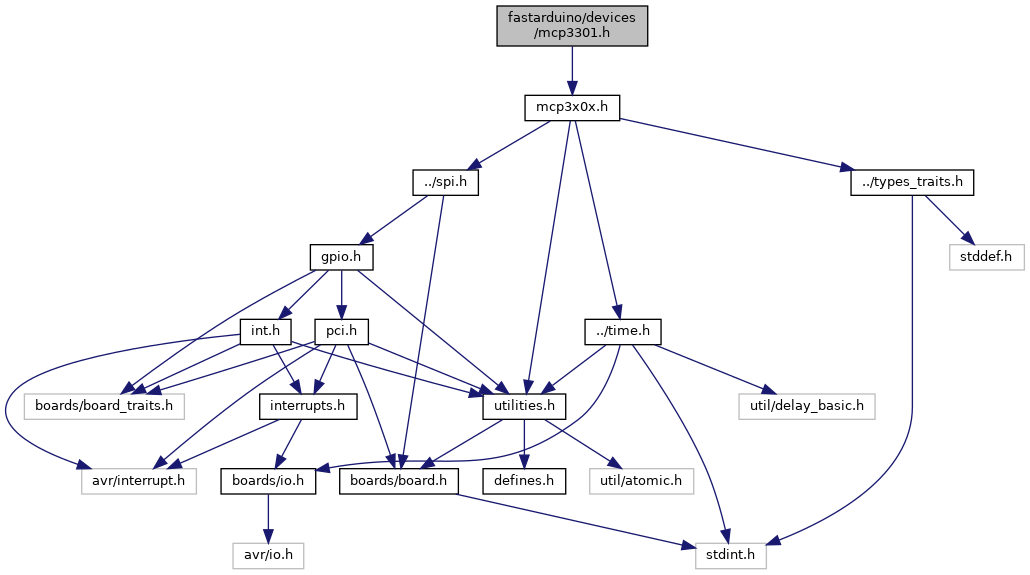 fastarduino/devices
/mcp3301.h
mcp3x0x.h
../spi.h
../types_traits.h
gpio.h
stddef.h
int.h
pci.h
../time.h
boards/board_traits.h
interrupts.h
utilities.h
util/delay_basic.h
avr/interrupt.h
boards/io.h
boards/board.h
defines.h
util/atomic.h
avr/io.h
stdint.h